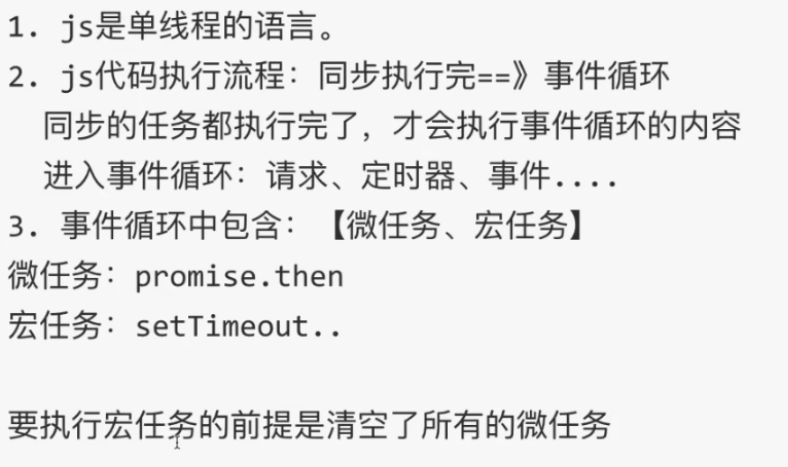 1. js是单线程的语言。
2. js代码执行流程：同步执行完==》事件循环
同步的任务都执行完了，才会执行事件循环的内容
进入事件循环：请求、定时器、事件....
3. 事件循环中包含：【微任务、宏任务】
微任务：promise.then
宏任务：setTimeout..
要执行宏任务的前提是清空了所有的微任务